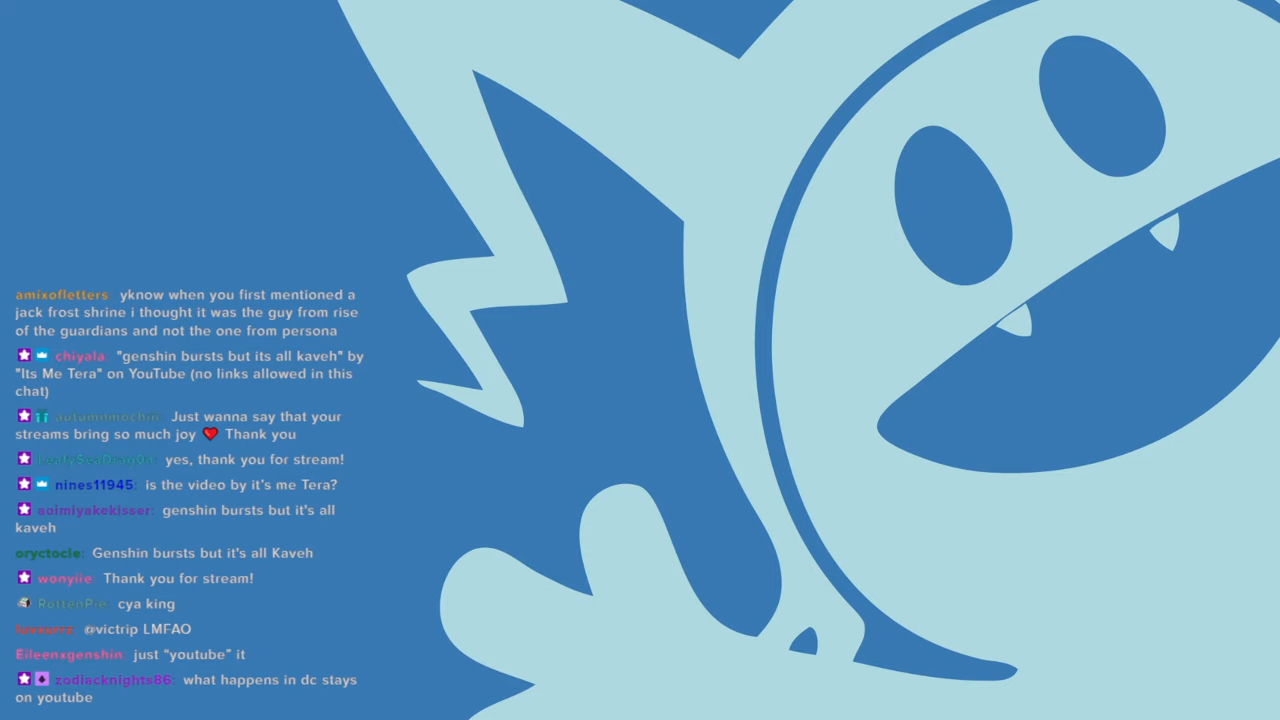 amixofletters yknow when you first mentioned a
jack frost shrine i thought it was the guy from rise
of the guardians and not the one from persona
chiyala: "genshin bursts but its all kaveh" by
"Its Me Tera" on YouTube (no links allowed in this
chat)
autumnmochii: Just wanna say that your
streams bring so much joy ❤️ Thank you
LeafySeaDrag0n: yes, thank you for stream!
nines11945: is the video by it's me Tera?
aoimiyakekisser: genshin bursts but it's all
kaveh
oryctocle: Genshin bursts but it's all Kaveh
wonyiie: Thank you for stream!
RottenPie: cya king
@victrip LMFAO
Eileenxgenshin: just “youtube” it
zodiacknights86: what happens in dc stays
on youtube